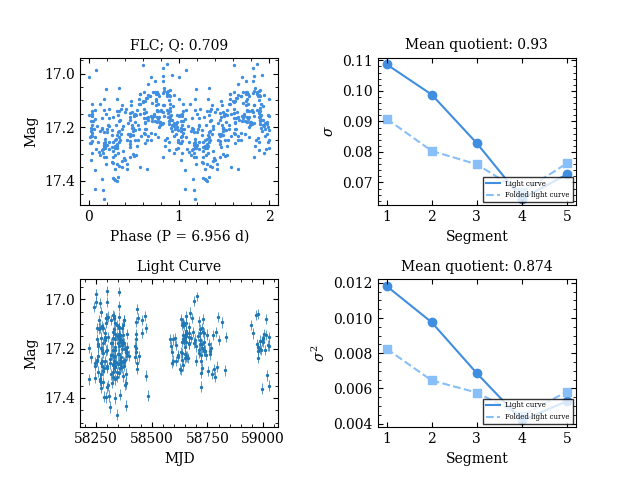 FLC; Q: 0.709
Mag
17.0
17.2
17.4
0 1 2
Phase (P = 6.956 d)
Mean quotient: 0.93
σ
0.11
0.10
0.09
0.08
0.07
Light curve
Folded light curve
1 2 3 4 5
Segment
Light Curve
Mag
17.0
17.2
17.4
58250 58500 58750 59000
MJD
Mean quotient: 0.874
σ²
0.012
0.010
0.008
0.006
0.004
Light curve
Folded light curve
1 2 3 4 5
Segment